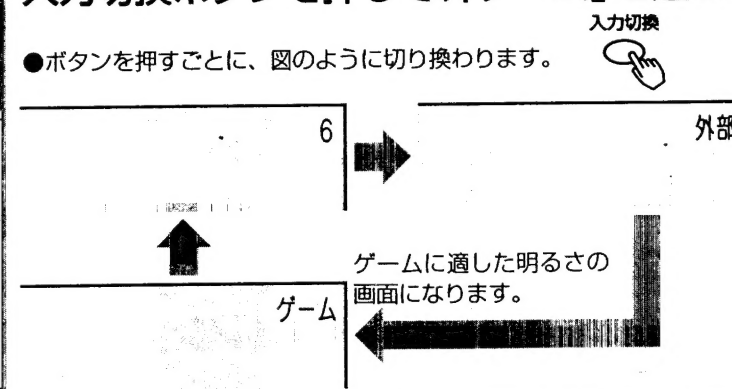 入力切換
●ボタンを押すごとに、図のように切り換わります。
6
外部
ゲームに適した明るさの
画面になります。
ゲーム